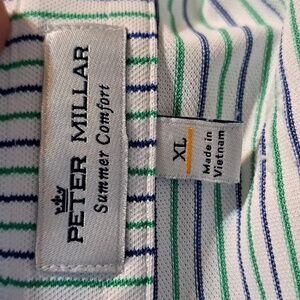 PETER MILLAR
Summer Comfort
XL
Made in
Vietnam